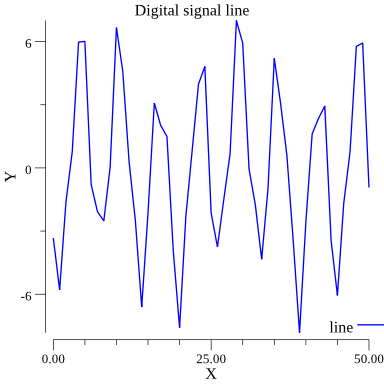 Digital signal line
6
0
-6
Y
line
0.00
25.00
50.00
X